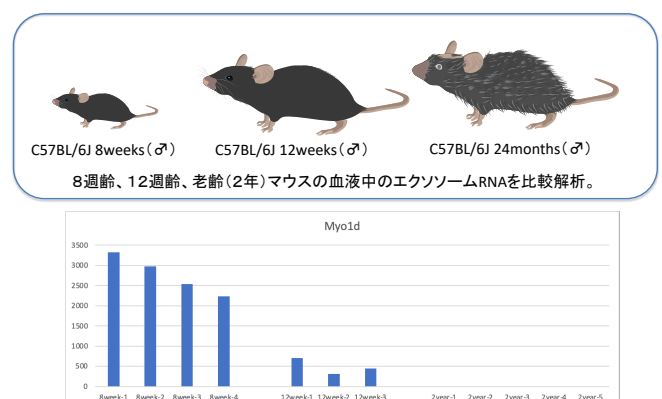 C57BL/6J 8weeks(♂)
C57BL/6J 12weeks(♂)
C57BL/6J 24months(♂)
8週齢、12週齢、老齢(2年)マウスの血液中のエクソソームRNAを比較解析。
Myo1d
3500
3000
2500
2000
1500
1000
500
0
8week-1 8week-2 8week-3 8week-4 12week-1 12week-2 12week-3 2year-1 2year-2 2year-3 2year-4 2year-5